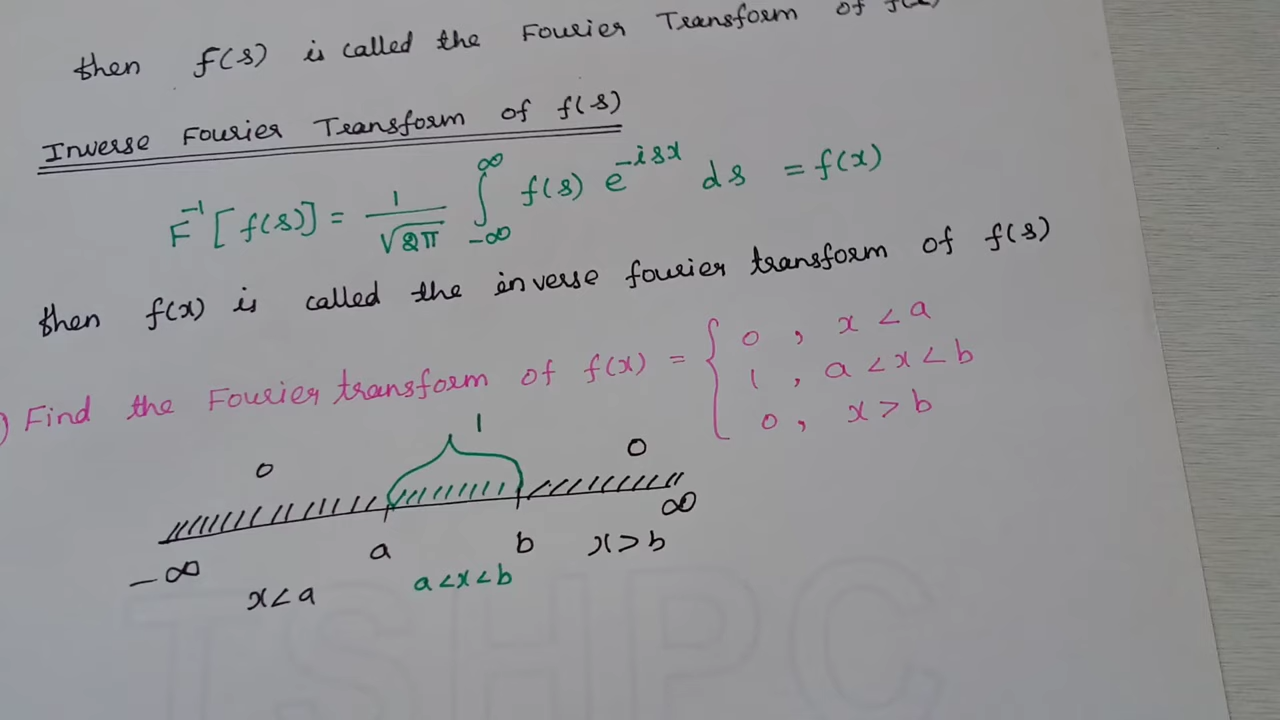 then f(s) is called the Fourier Transform of
Inverse Fourier Transform of f(s)
F⁻¹[f(s)] = 1/√2π ∫_{-∞}^{∞} f(s) e^{-isx} ds = f(x)
then f(x) is called the inverse fourier transform of f(s)
) Find the Fourier transform of f(x) = { 0 , x < a
1 , a < x < b
0 , x > b
0 1 0
-∞ a b ∞
x < a a < x < b x > b
TSHPC